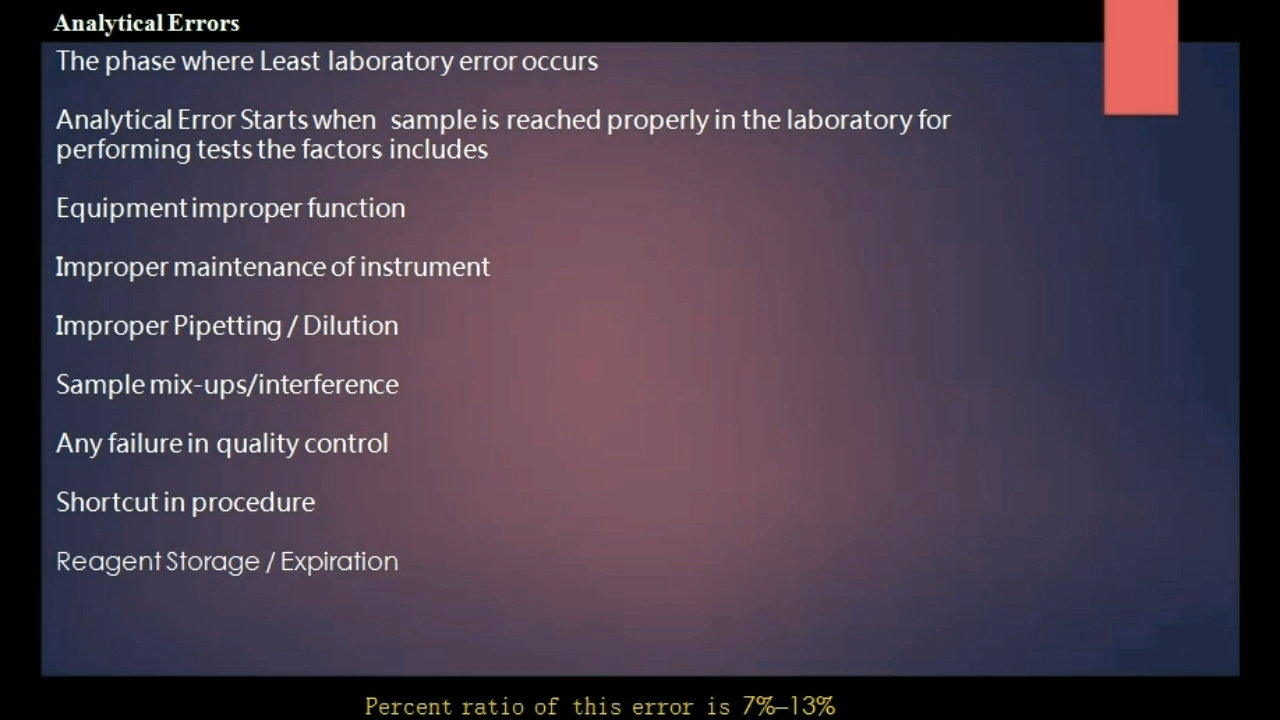 Analytical Errors
The phase where Least laboratory error occurs
Analytical Error Starts when sample is reached properly in the laboratory for
performing tests the factors includes
Equipment improper function
Improper maintenance of instrument
Improper Pipetting / Dilution
Sample mix-ups/interference
Any failure in quality control
Shortcut in procedure
Reagent Storage / Expiration
Percent ratio of this error is 7%–13%